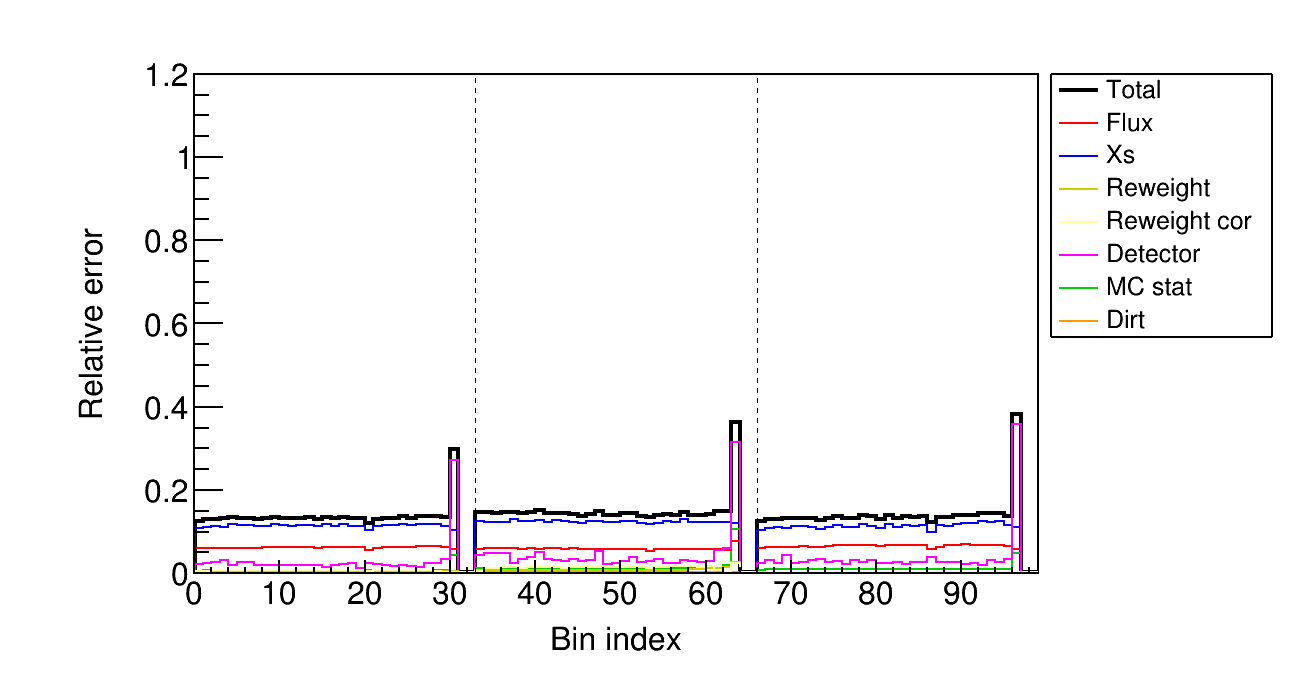 1.2
1
0.8
0.6
0.4
0.2
0
Relative error
0 10 20 30 40 50 60 70 80 90
Bin index
Total
Flux
Xs
Reweight
Reweight cor
Detector
MC stat
Dirt